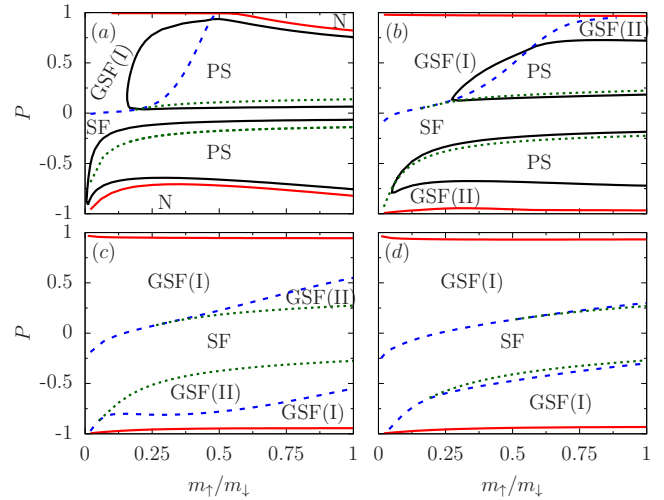 1
(a)
N
(b)
GSF(II)
0.5
GSF(I)
PS
GSF(I)
PS
P
0
SF
SF
-0.5
PS
PS
N
GSF(II)
-1
1
(c)
(d)
0.5
GSF(I)
GSF(II)
GSF(I)
P
0
SF
SF
-0.5
GSF(II)
GSF(I)
GSF(I)
-1
0 0.25 0.5 0.75 1
0 0.25 0.5 0.75 1
m↑/m↓
m↑/m↓